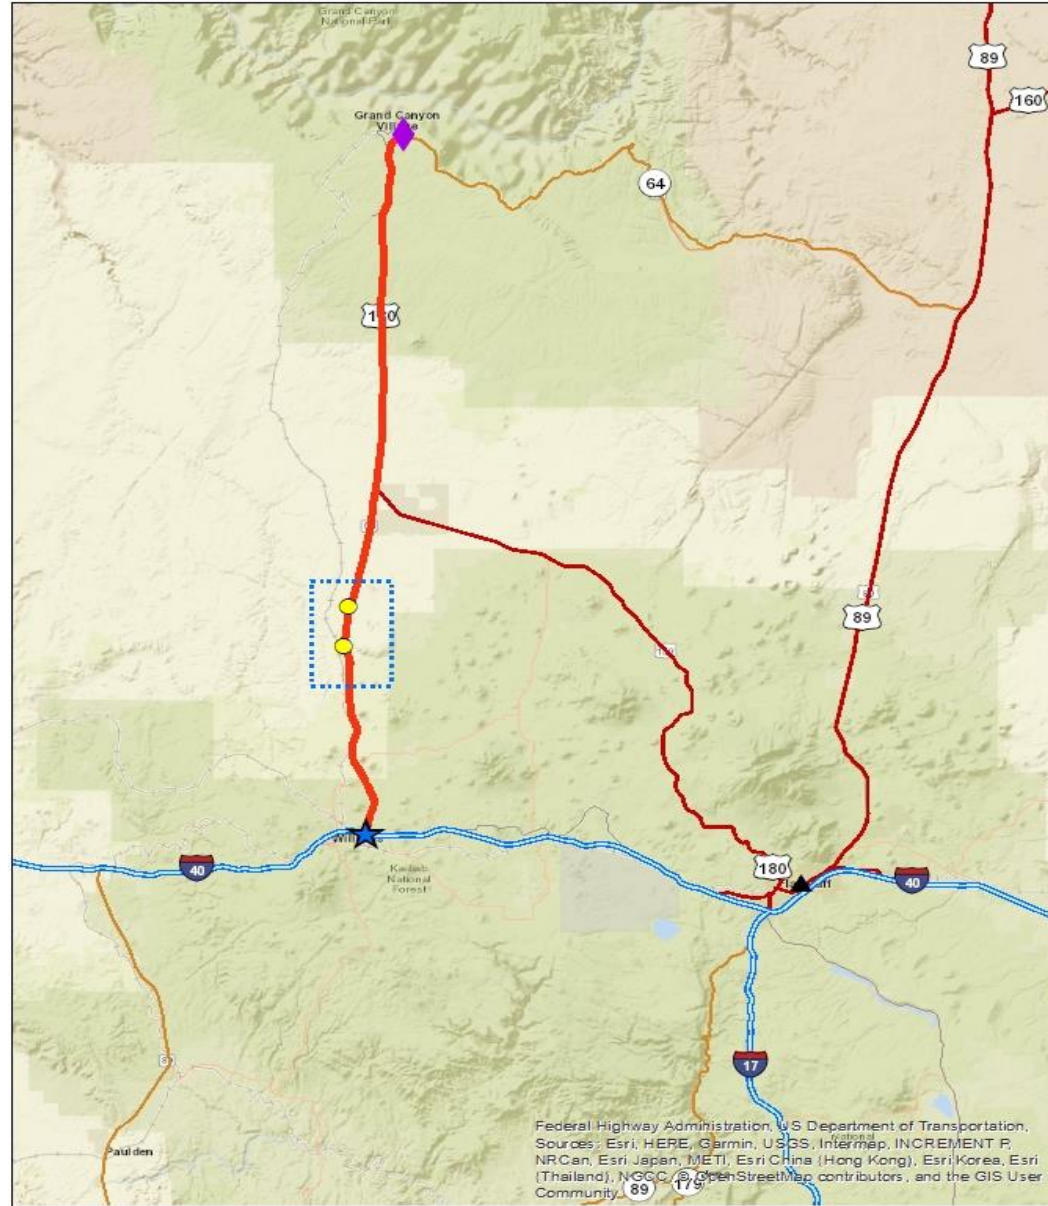 Grand Canyon
National Park
89
160
Grand Canyon
64
89
180
40
Kaibab
National
Forest
40
17
Paulden
Federal Highway Administration, US Department of Transportation,
Sources: Esri, HERE, Garmin, USGS, Intermap, INCREMENT P,
NRCan, Esri Japan, METI, Esri China (Hong Kong), Esri Korea, Esri
(Thailand), NGCC, © OpenStreetMap contributors, and the GIS User
Community
89
179